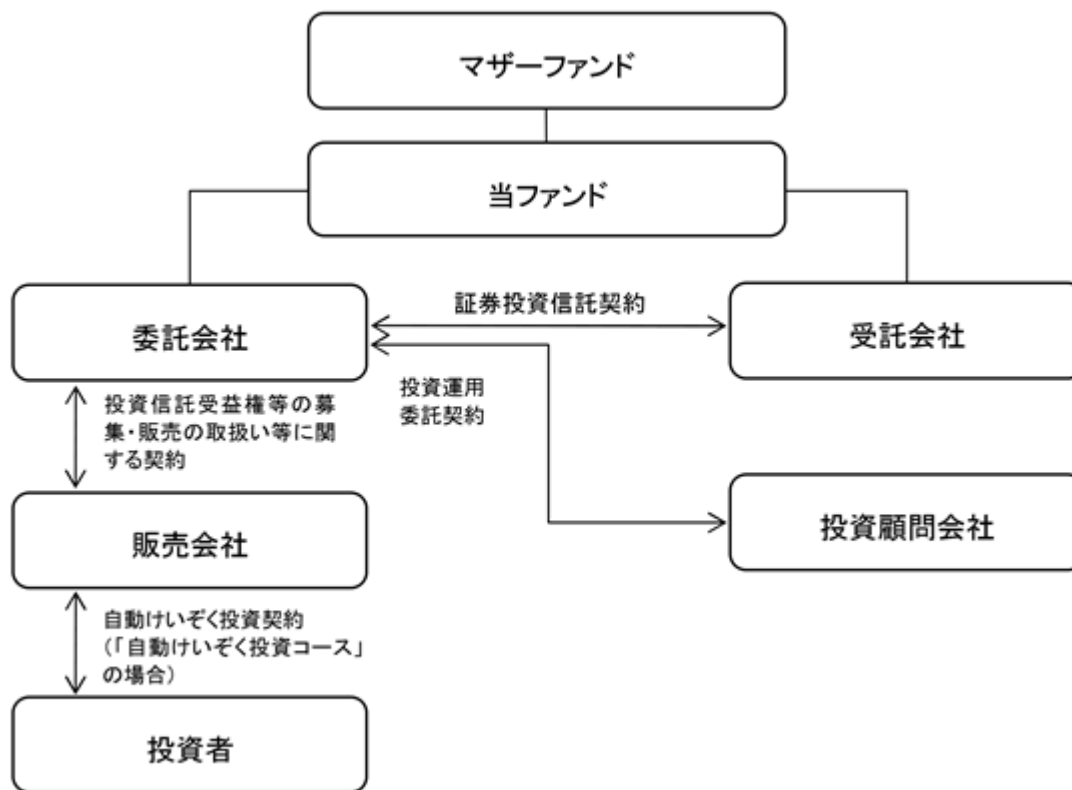 マザーファンド
当ファンド
委託会社
証券投資信託契約
受託会社
投資運用
委託契約
投資信託受益権等の募
集・販売の取扱い等に関
する契約
販売会社
投資顧問会社
自動けいぞく投資契約
(「自動けいぞく投資コース」
の場合)
投資者